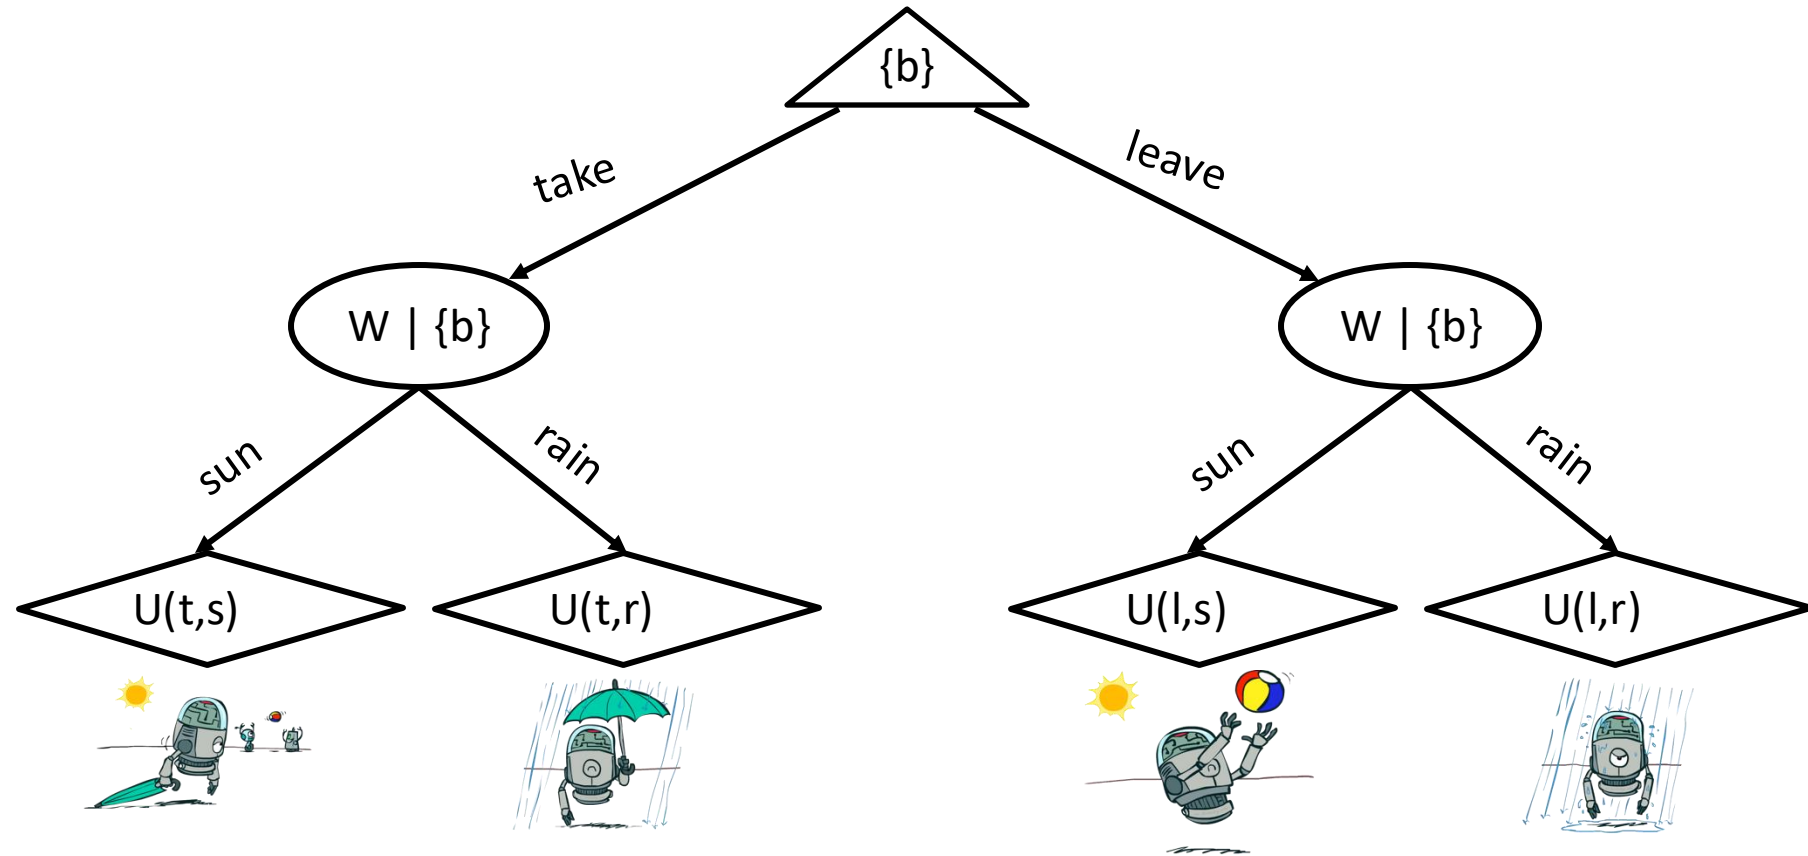 {b}
take
leave
W | {b}
W | {b}
sun
rain
sun
rain
U(t,s)
U(t,r)
U(l,s)
U(l,r)